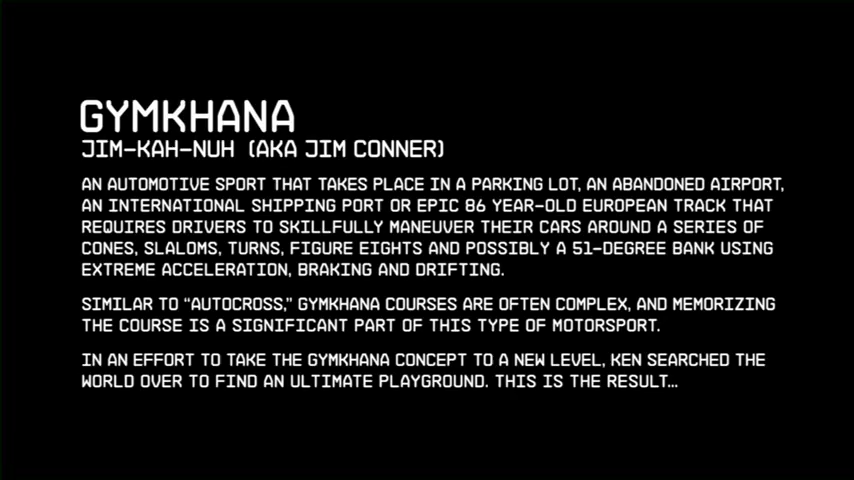 GYMKHANA
JIM-KAH-NUH (AKA JIM CONNER)
AN AUTOMOTIVE SPORT THAT TAKES PLACE IN A PARKING LOT, AN ABANDONED AIRPORT,
AN INTERNATIONAL SHIPPING PORT OR EPIC 86 YEAR-OLD EUROPEAN TRACK THAT
REQUIRES DRIVERS TO SKILLFULLY MANEUVER THEIR CARS AROUND A SERIES OF
CONES, SLALOMS, TURNS, FIGURE EIGHTS AND POSSIBLY A 51-DEGREE BANK USING
EXTREME ACCELERATION, BRAKING AND DRIFTING.
SIMILAR TO “AUTOCROSS,” GYMKHANA COURSES ARE OFTEN COMPLEX, AND MEMORIZING
THE COURSE IS A SIGNIFICANT PART OF THIS TYPE OF MOTORSPORT.
IN AN EFFORT TO TAKE THE GYMKHANA CONCEPT TO A NEW LEVEL, KEN SEARCHED THE
WORLD OVER TO FIND AN ULTIMATE PLAYGROUND. THIS IS THE RESULT...